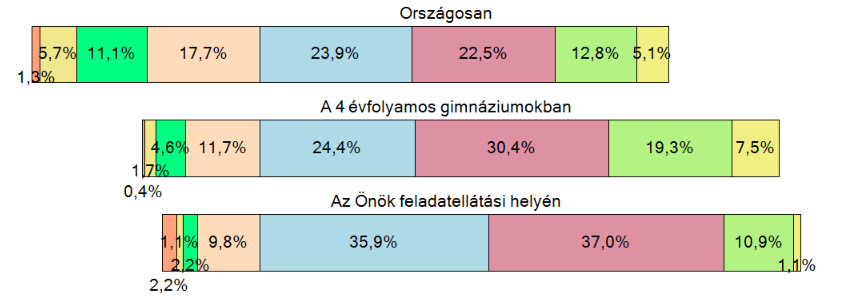 Országosan
5,7% 11,1% 17,7% 23,9% 22,5% 12,8% 5,1%
1,3%
A 4 évfolyamos gimnáziumokban
4,6% 11,7% 24,4% 30,4% 19,3% 7,5%
1,7%
0,4%
Az Önök feladatellátási helyén
1,1% 9,8% 35,9% 37,0% 10,9%
2,2% 1,1%
2,2%